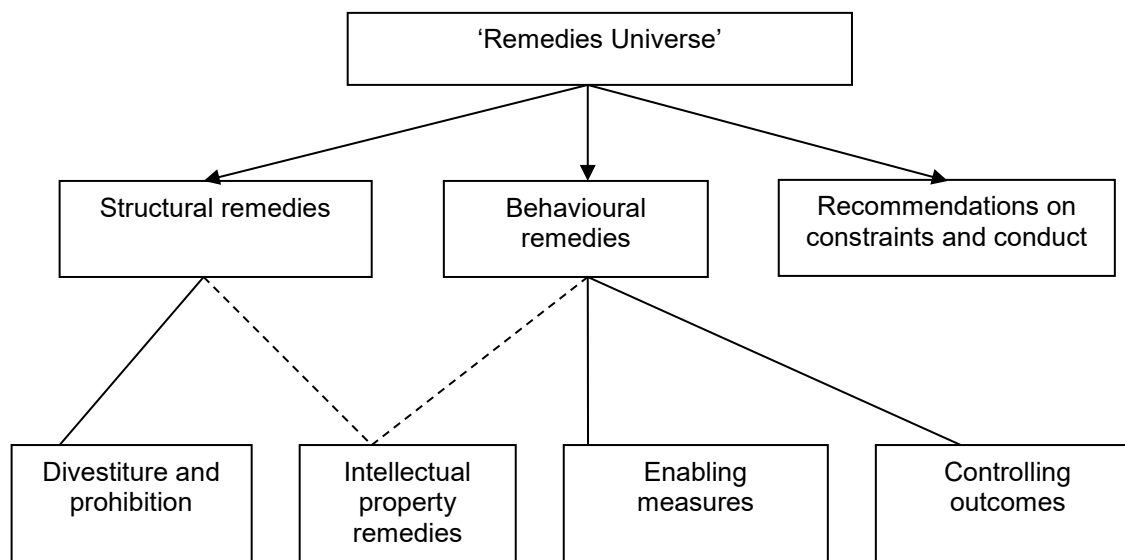 ‘Remedies Universe’
Structural remedies
Behavioural
remedies
Recommendations on
constraints and conduct
Divestiture and
prohibition
Intellectual
property
remedies
Enabling
measures
Controlling
outcomes